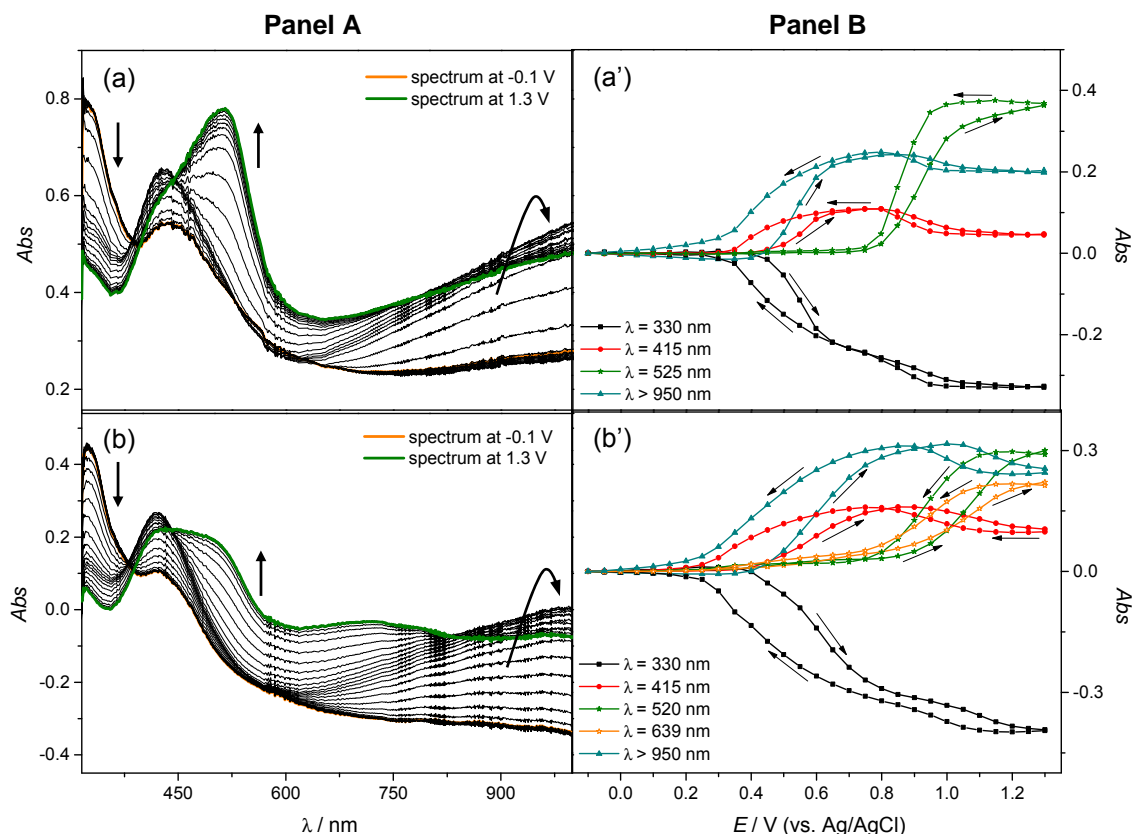 Panel A
Panel B
(a)
spectrum at -0.1 V
spectrum at 1.3 V
0.8
0.6
0.4
0.2
Abs
(a')
λ = 330 nm
λ = 415 nm
λ = 525 nm
λ > 950 nm
0.4
0.2
0.0
-0.2
Abs
(b)
spectrum at -0.1 V
spectrum at 1.3 V
0.4
0.2
0.0
-0.2
-0.4
Abs
450
600
750
900
λ / nm
(b')
λ = 330 nm
λ = 415 nm
λ = 520 nm
λ = 639 nm
λ > 950 nm
0.3
0.0
-0.3
Abs
0.0
0.2
0.4
0.6
0.8
1.0
1.2
E / V (vs. Ag/AgCl)